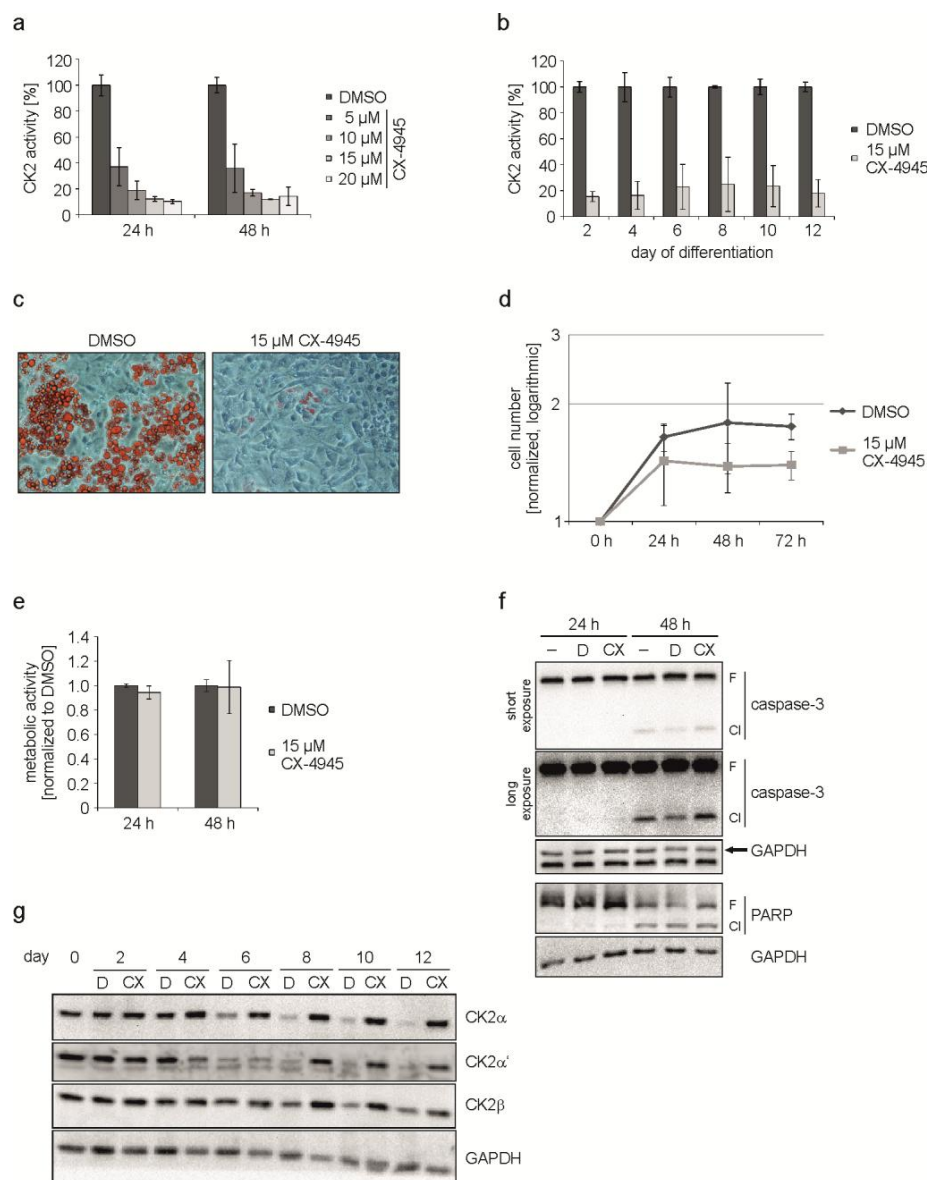 a
CK2 activity [%]
120
100
80
60
40
20
0
24 h
48 h
DMSO
5 µM
10 µM
15 µM
20 µM
CX-4945
b
CK2 activity [%]
120
100
80
60
40
20
0
2 4 6 8 10 12
day of differentiation
DMSO
15 µM
CX-4945
c
DMSO
15 µM CX-4945
d
cell number
[normalized, logarithmic]
3
2
1
0 h 24 h 48 h 72 h
DMSO
15 µM
CX-4945
e
metabolic activity
[normalized to DMSO]
1.4
1.2
1.0
0.8
0.6
0.4
0.2
0
24 h
48 h
DMSO
15 µM
CX-4945
f
24 h 48 h
– D CX – D CX
short
exposure
F
Cl
caspase-3
long
exposure
F
Cl
caspase-3
GAPDH
F
Cl
PARP
GAPDH
g
day 0 2 4 6 8 10 12
D CX D CX D CX D CX D CX D CX
CK2α
CK2α‘
CK2β
GAPDH